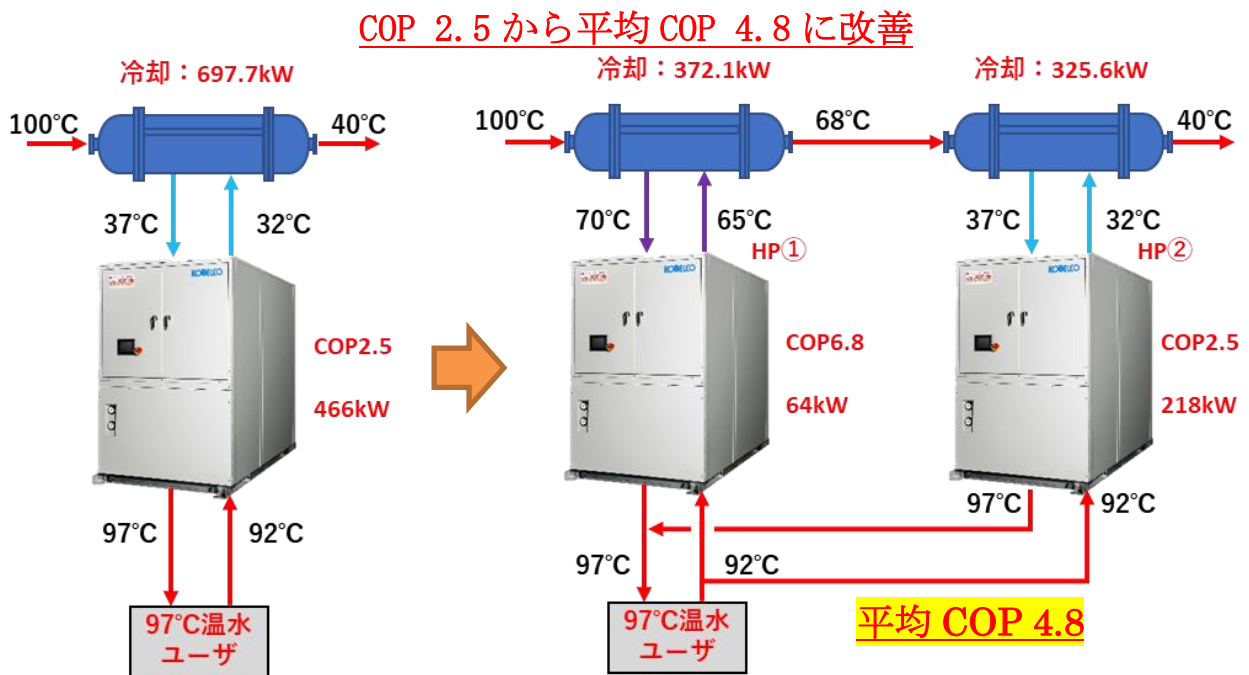 COP 2.5から平均COP 4.8に改善
冷却：697.7kW
100℃
40℃
37℃
32℃
KOBELCO
COP2.5
466kW
97℃
92℃
97℃温水
ユーザ
冷却：372.1kW
100℃
68℃
70℃
65℃
HP①
KOBELCO
COP6.8
64kW
97℃
92℃
97℃温水
ユーザ
冷却：325.6kW
40℃
37℃
32℃
HP②
KOBELCO
COP2.5
218kW
97℃
92℃
平均 COP 4.8